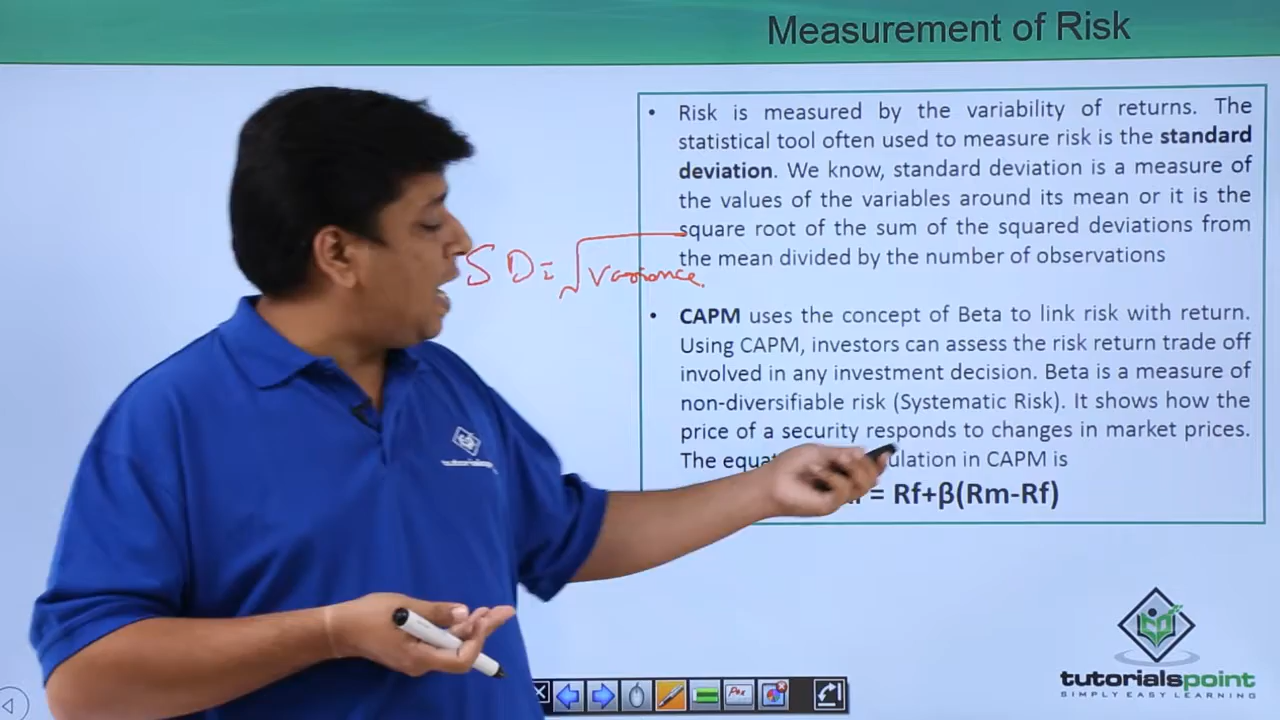 Measurement of Risk
• Risk is measured by the variability of returns. The
statistical tool often used to measure risk is the standard
deviation. We know, standard deviation is a measure of
the values of the variables around its mean or it is the
square root of the sum of the squared deviations from
the mean divided by the number of observations
SD = √variance.
• CAPM uses the concept of Beta to link risk with return.
Using CAPM, investors can assess the risk return trade off
involved in any investment decision. Beta is a measure of
non-diversifiable risk (Systematic Risk). It shows how the
price of a security responds to changes in market prices.
The in CAPM is
= Rf+β(Rm-Rf)
tutorialspoint
tutorialspoint
SIMPLY EASY LEARNING
Pen